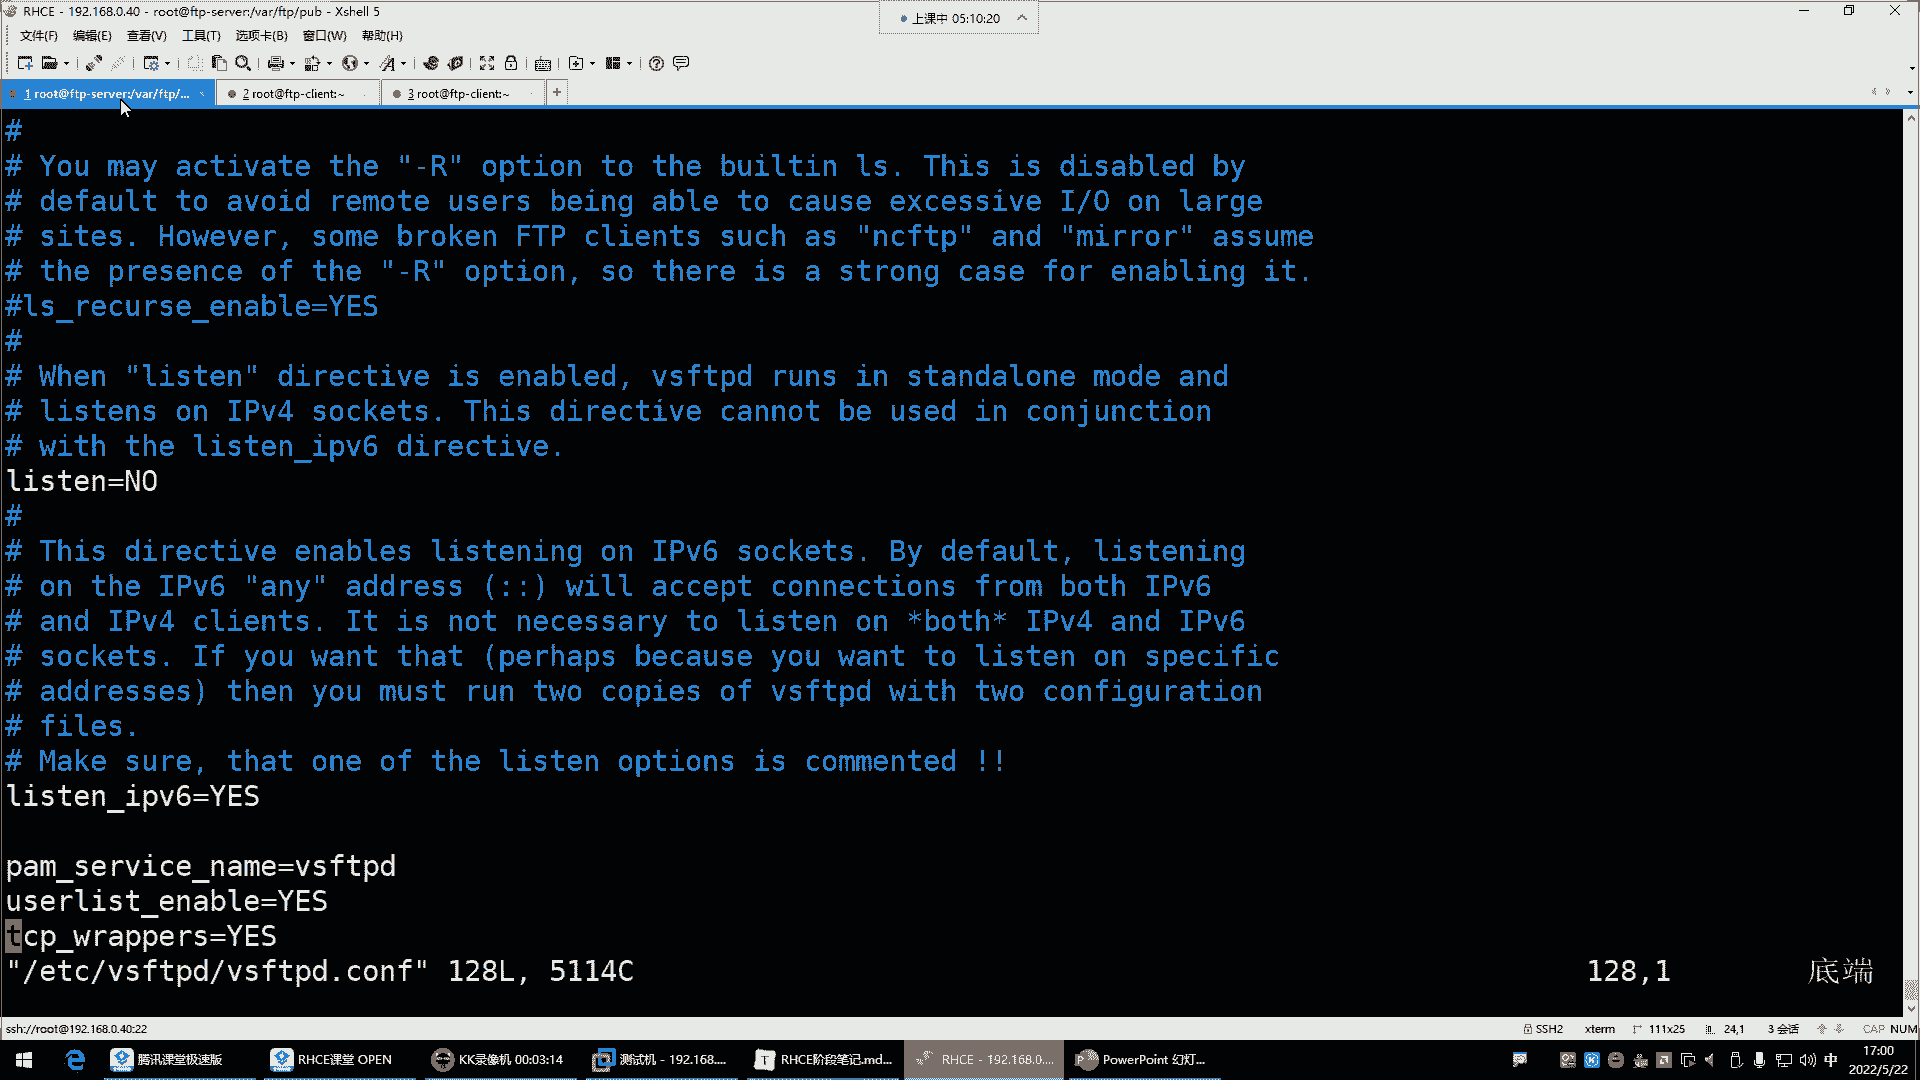 RHCE - 192.168.0.40 - root@ftp-server:/var/ftp/pub - Xshell 5
上课中 05:10:20
文件(F) 编辑(E) 查看(V) 工具(T) 选项卡(B) 窗口(W) 帮助(H)
1 root@ftp-server:/var/ftp/... 2 root@ftp-client:~ 3 root@ftp-client:~
#
# You may activate the "-R" option to the builtin ls. This is disabled by
# default to avoid remote users being able to cause excessive I/O on large
# sites. However, some broken FTP clients such as "ncftp" and "mirror" assume
# the presence of the "-R" option, so there is a strong case for enabling it.
#ls_recurse_enable=YES
#
# When "listen" directive is enabled, vsftpd runs in standalone mode and
# listens on IPv4 sockets. This directive cannot be used in conjunction
# with the listen_ipv6 directive.
listen=NO
#
# This directive enables listening on IPv6 sockets. By default, listening
# on the IPv6 "any" address (::) will accept connections from both IPv6
# and IPv4 clients. It is not necessary to listen on *both* IPv4 and IPv6
# sockets. If you want that (perhaps because you want to listen on specific
# addresses) then you must run two copies of vsftpd with two configuration
# files.
# Make sure, that one of the listen options is commented !!
listen_ipv6=YES
pam_service_name=vsftpd
userlist_enable=YES
tcp_wrappers=YES
"/etc/vsftpd/vsftpd.conf" 128L, 5114C 128,1 底端
ssh://root@192.168.0.40:22 SSH2 xterm 111x25 24,1 3 会话 CAP NUM
腾讯课堂极速版 RHCE课堂 OPEN KK录像机 00:03:14 测试机 - 192.168.... RHCE阶段笔记.md... RHCE - 192.168.0.... PowerPoint 幻灯... 中 17:00
2022/5/22